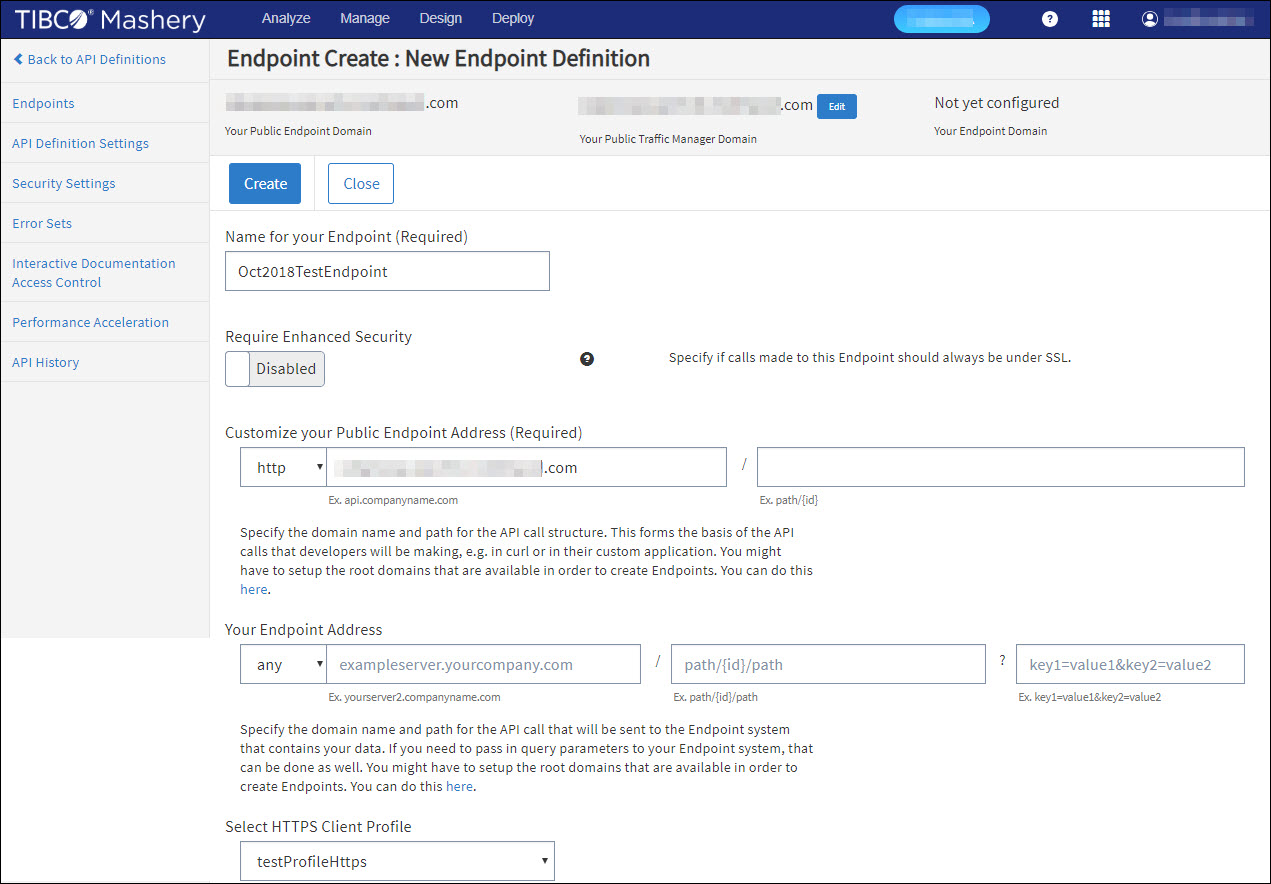 TIBCO® Mashery Analyze Manage Design Deploy
Back to API Definitions
Endpoints
API Definition Settings
Security Settings
Error Sets
Interactive Documentation
Access Control
Performance Acceleration
API History
Endpoint Create : New Endpoint Definition
.com
Your Public Endpoint Domain
.com Edit
Your Public Traffic Manager Domain
Not yet configured
Your Endpoint Domain
Create Close
Name for your Endpoint (Required)
Oct2018TestEndpoint
Require Enhanced Security
Disabled ? Specify if calls made to this Endpoint should always be under SSL.
Customize your Public Endpoint Address (Required)
http .com /
Ex. api.companyname.com Ex. path/{id}
Specify the domain name and path for the API call structure. This forms the basis of the API
calls that developers will be making, e.g. in curl or in their custom application. You might
have to setup the root domains that are available in order to create Endpoints. You can do this
here.
Your Endpoint Address
any exampleserver.yourcompany.com / path/{id}/path ? key1=value1&key2=value2
Ex. yourserver2.companyname.com Ex. path/{id}/path Ex. key1=value1&key2=value2
Specify the domain name and path for the API call that will be sent to the Endpoint system
that contains your data. If you need to pass in query parameters to your Endpoint system, that
can be done as well. You might have to setup the root domains that are available in order to
create Endpoints. You can do this here.
Select HTTPS Client Profile
testProfileHttps